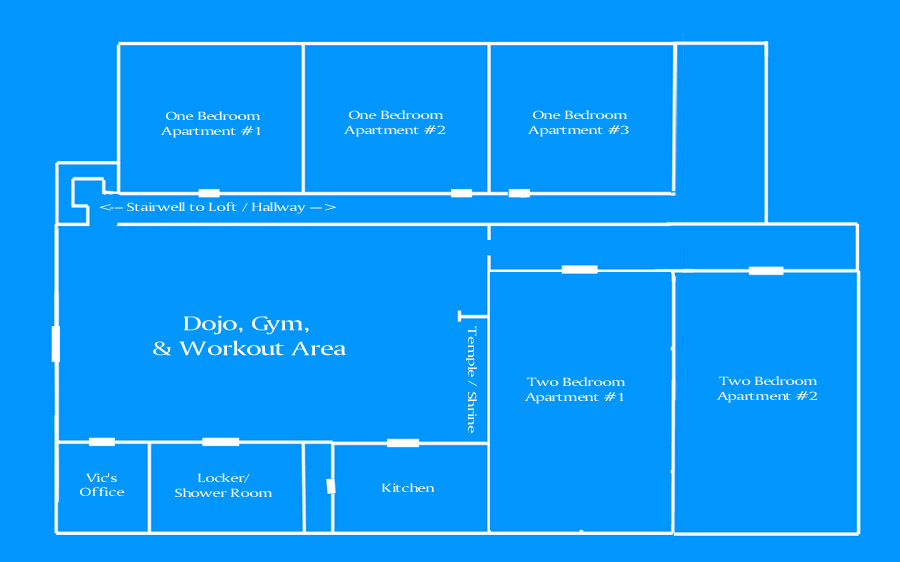 One Bedroom
Apartment #1
One Bedroom
Apartment #2
One Bedroom
Apartment #3
<-- Stairwell to Loft / Hallway -->
Dojo, Gym,
& Workout Area
Temple / Shrine
Two Bedroom
Apartment #1
Two Bedroom
Apartment #2
Vic's
Office
Locker/
Shower Room
Kitchen